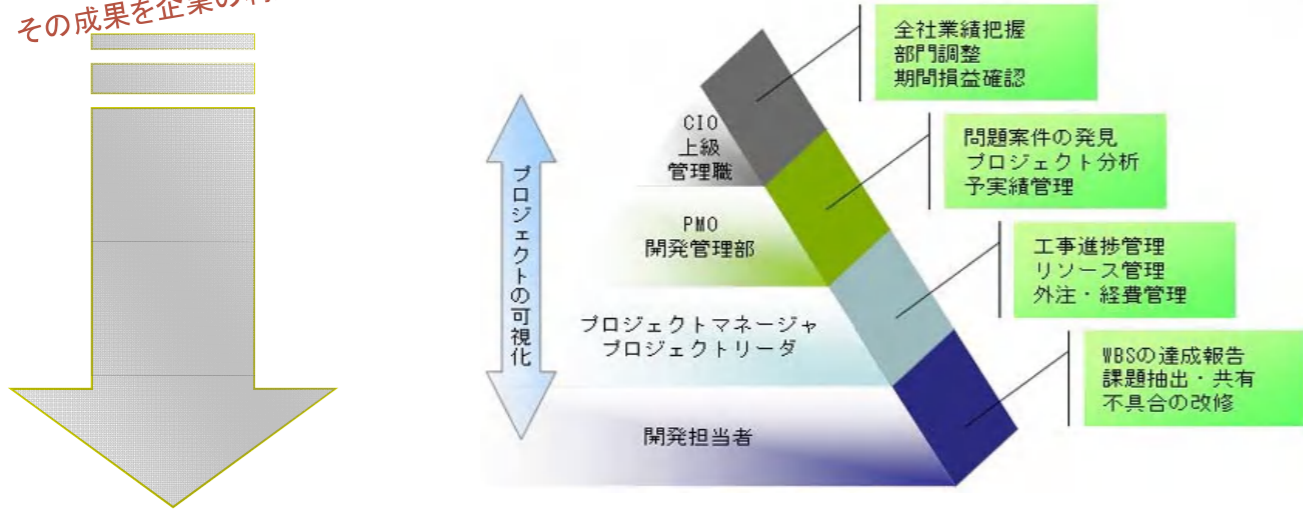 その成果を企業の
全社業績把握
部門調整
期間損益確認
CIO
上級
管理職
問題案件の発見
プロジェクト分析
予実績管理
プロジェクトの可視化
PMO
開発管理部
工事進捗管理
リソース管理
外注・経費管理
プロジェクトマネージャ
プロジェクトリーダ
WBSの達成報告
課題抽出・共有
不具合の改修
開発担当者